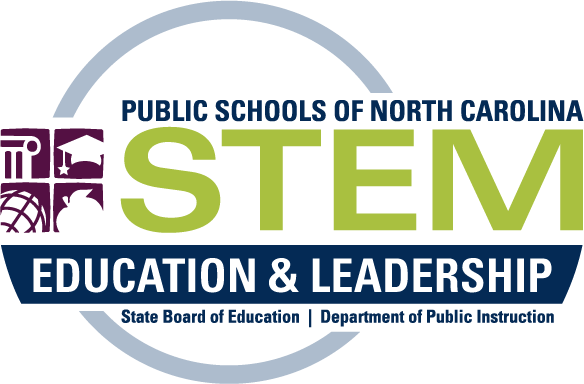 PUBLIC SCHOOLS OF NORTH CAROLINA
STEM
EDUCATION & LEADERSHIP
State Board of Education | Department of Public Instruction